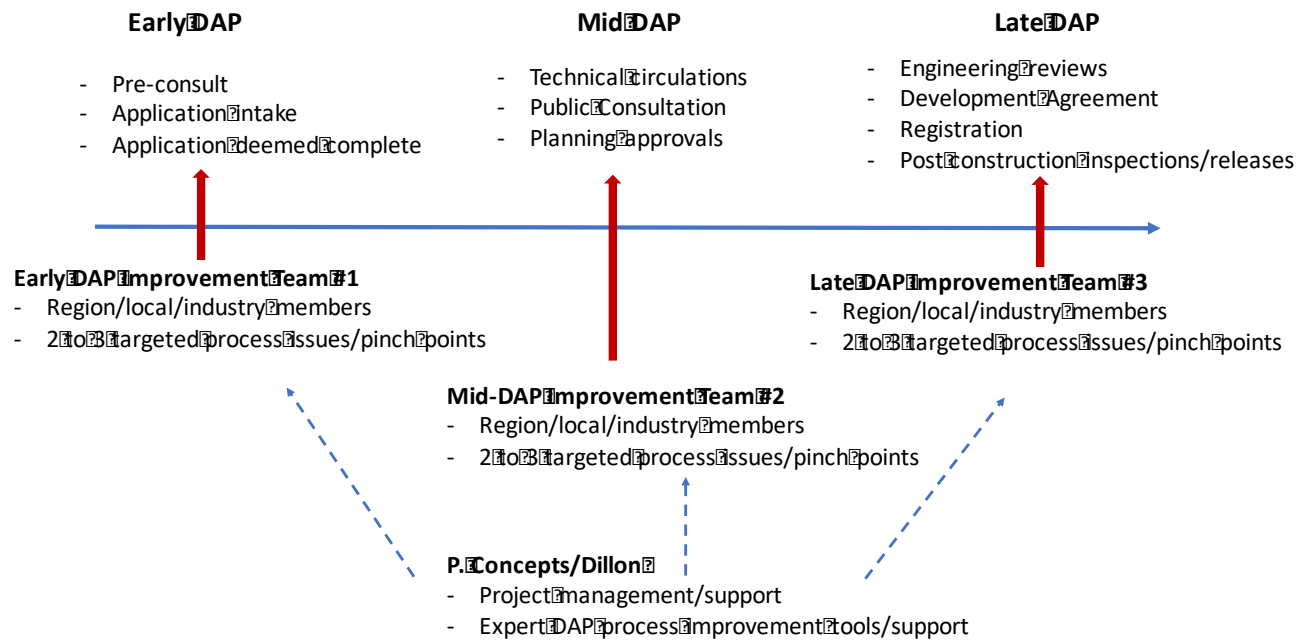 Early DAP
- Pre-consult
- Application intake
- Application deemed complete
Mid DAP
- Technical circulations
- Public Consultation
- Planning approvals
Late DAP
- Engineering reviews
- Development Agreement
- Registration
- Post construction inspections/releases
Early DAP Improvement Team #1
- Region/local/industry members
- 2 to 3 targeted process issues/pinch points
Mid-DAP Improvement Team #2
- Region/local/industry members
- 2 to 3 targeted process issues/pinch points
Late DAP Improvement Team #3
- Region/local/industry members
- 2 to 3 targeted process issues/pinch points
P. Concepts/Dillon
- Project management/support
- Expert DAP process improvement tools/support